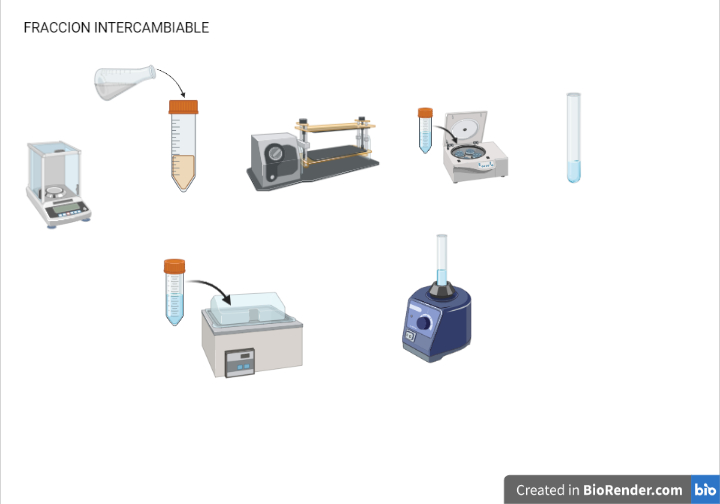 FRACCION INTERCAMBIABLE
Created in BioRender.com bio